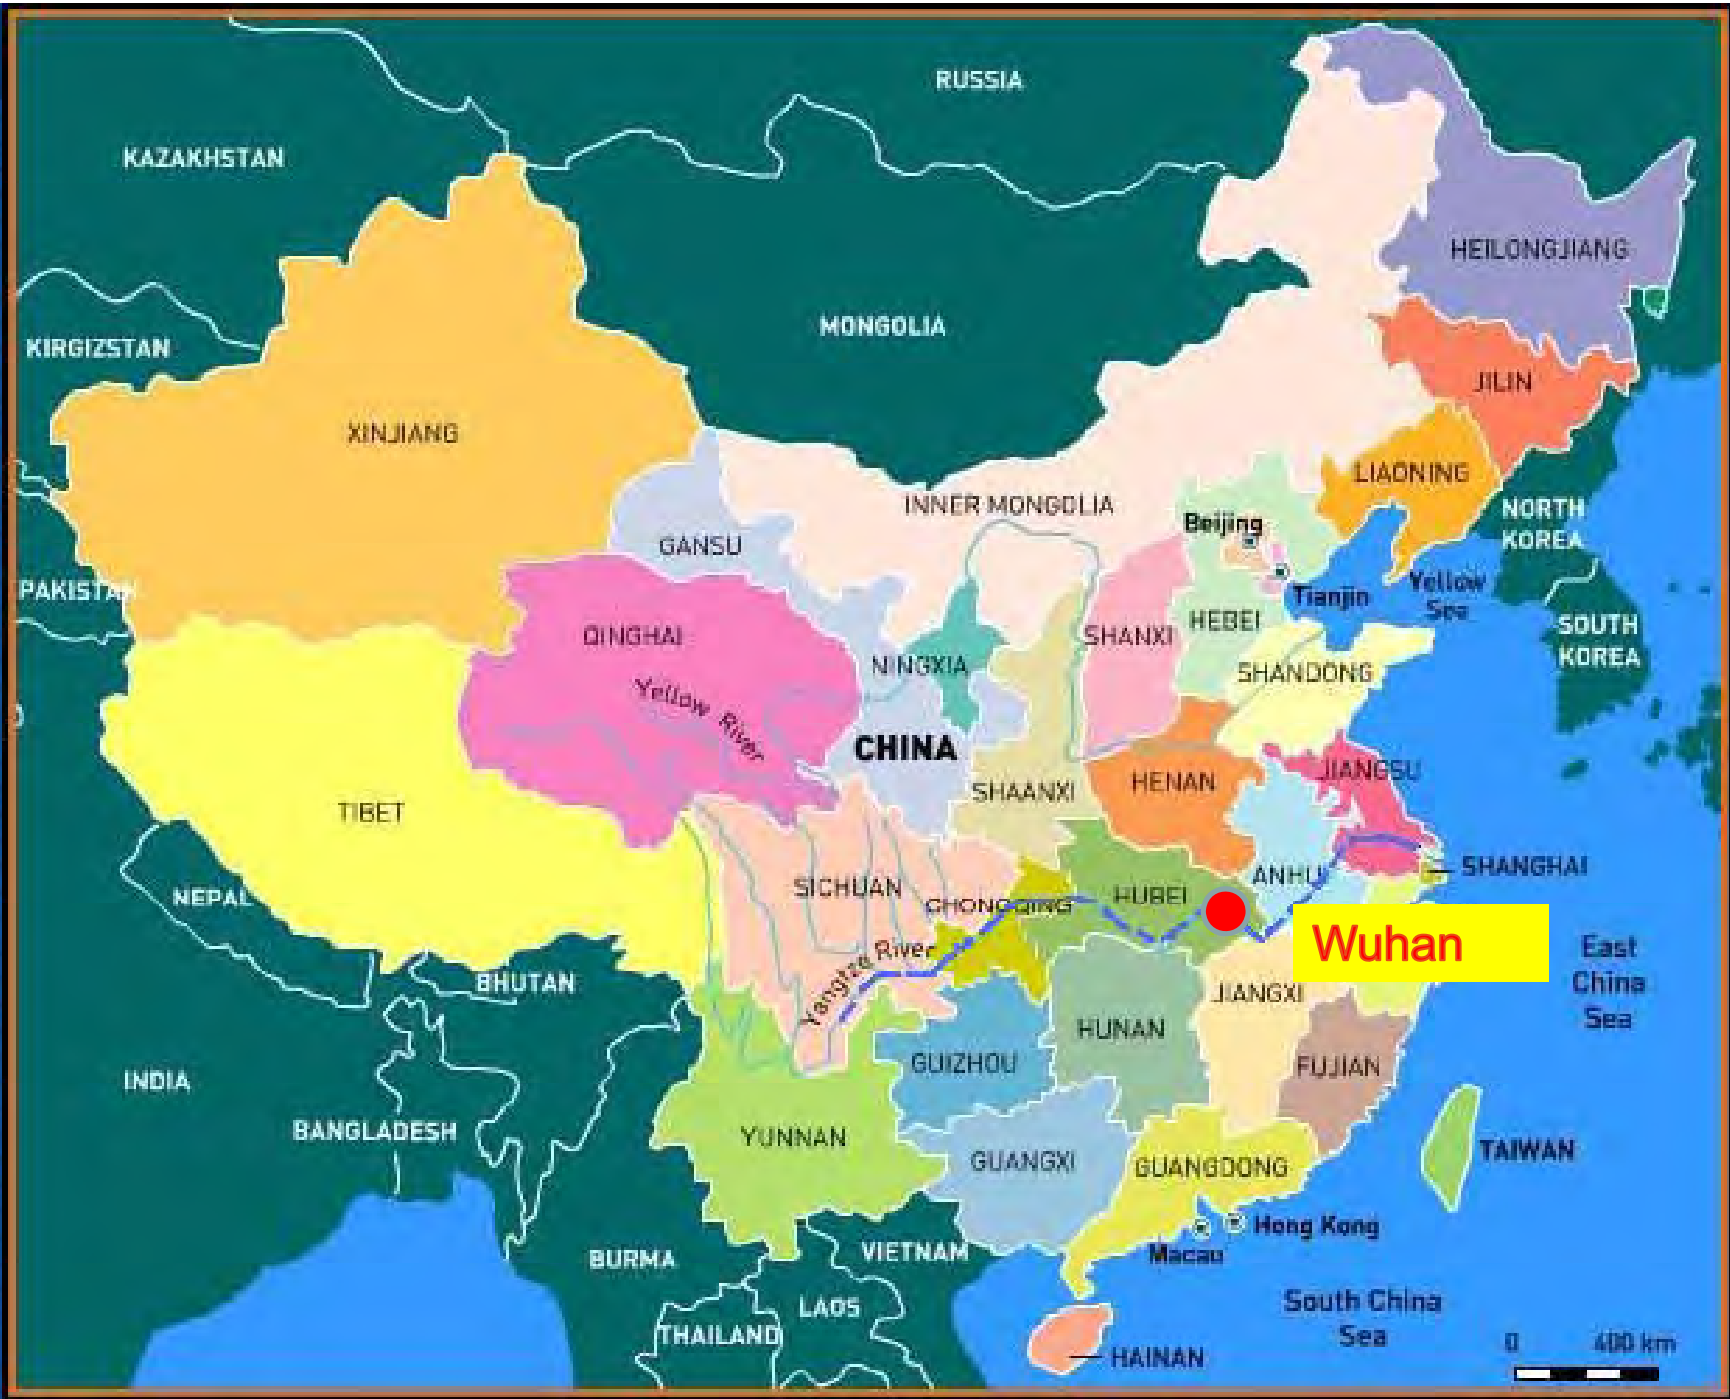 RUSSIA
KAZAKHSTAN
HEILONGJIANG
MONGOLIA
KIRGIZSTAN
JILIN
XINJIANG
LIAONING
INNER MONGOLIA
NORTH
KOREA
Beijing
GANSU
PAKISTAN
Tianjin
Yellow
Sea
HEBEI
SHANXI
QINGHAI
SOUTH
KOREA
NINGXIA
SHANDONG
Yellow River
CHINA
JIANGSU
HENAN
SHAANXI
TIBET
SHANGHAI
ANHUI
SICHUAN
HUBEI
NEPAL
CHONGQING
Wuhan
Yangtze River
East
China
Sea
BHUTAN
JIANGXI
HUNAN
GUIZHOU
FUJIAN
INDIA
BANGLADESH
YUNNAN
TAIWAN
GUANGXI
GUANGDONG
Hong Kong
Macau
VIETNAM
BURMA
LAOS
South China
Sea
THAILAND
0 400 km
HAINAN